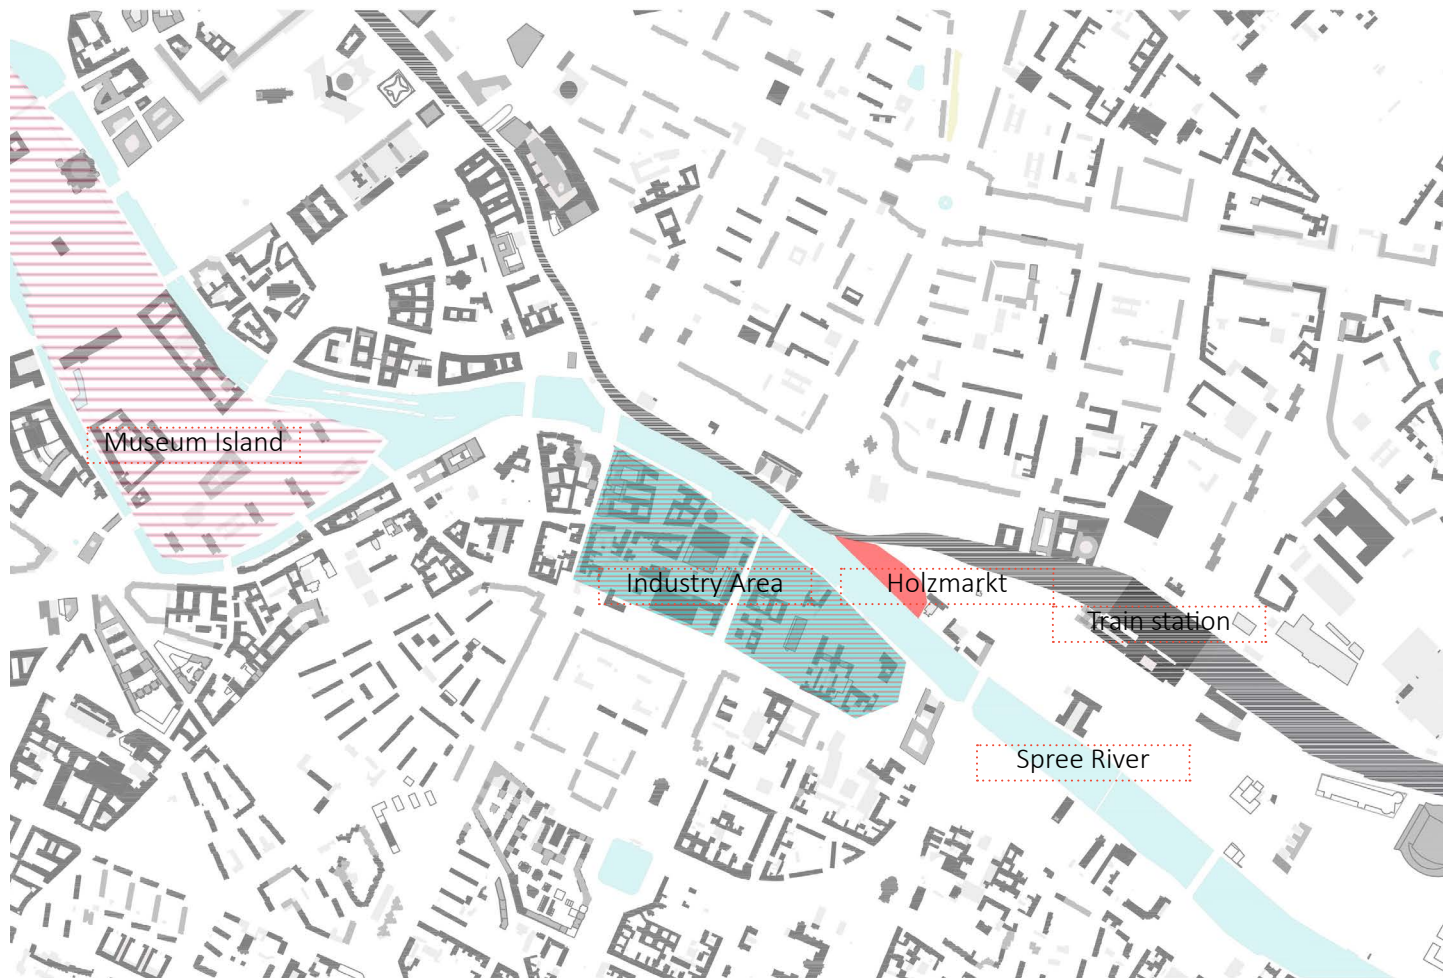 Museum Island
Industry Area
Holzmarkt
Train station
Spree River